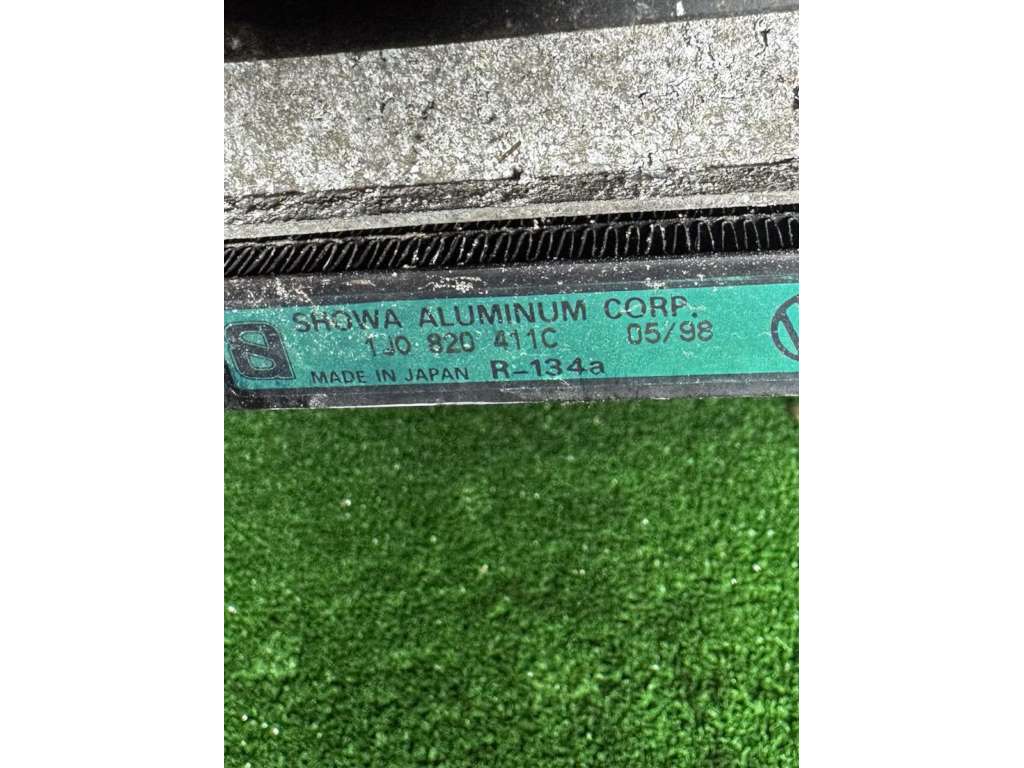 SHOWA ALUMINUM CORP.
1J0 820 411C 05/98
MADE IN JAPAN R-134a